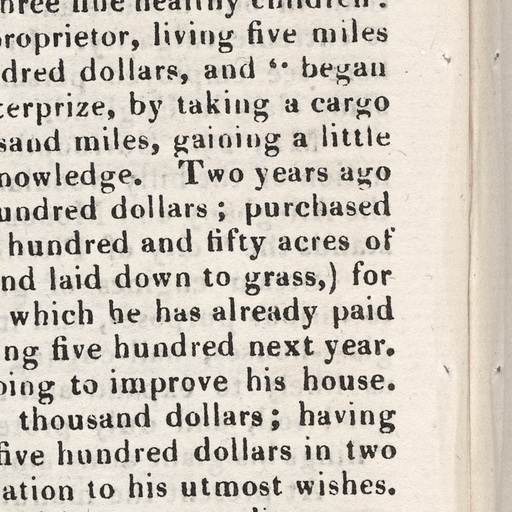 three fine healthy children.
proprietor, living five miles
dred dollars, and “ began
terprize, by taking a cargo
sand miles, gaining a little
nowledge. Two years ago
undred dollars; purchased
hundred and fifty acres of
nd laid down to grass,) for
which he has already paid
ng five hundred next year.
oing to improve his house.
thousand dollars; having
five hundred dollars in two
ation to his utmost wishes.